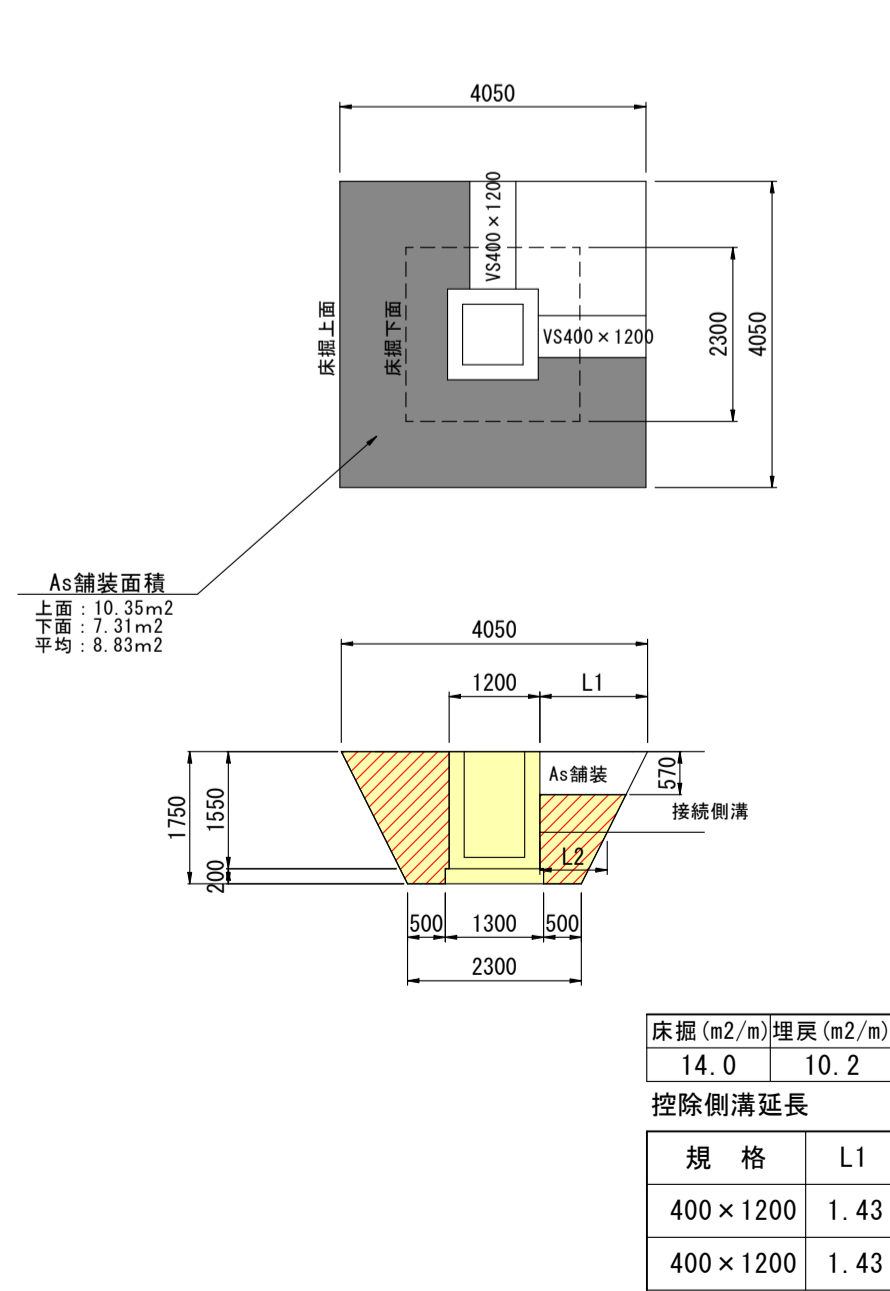 4050
VS400×1200
床掘上面
床掘下面
VS400×1200
2300
4050
As舗装面積
上面：10.35m2
下面：7.31m2
平均：8.83m2
4050
1200
L1
As舗装
570
接続側溝
1750
1550
200
L2
500
1300
500
2300
床掘(m2/m) 埋戻(m2/m)
14.0 10.2
控除側溝延長
規　格 L1
400×1200 1.43
400×1200 1.43